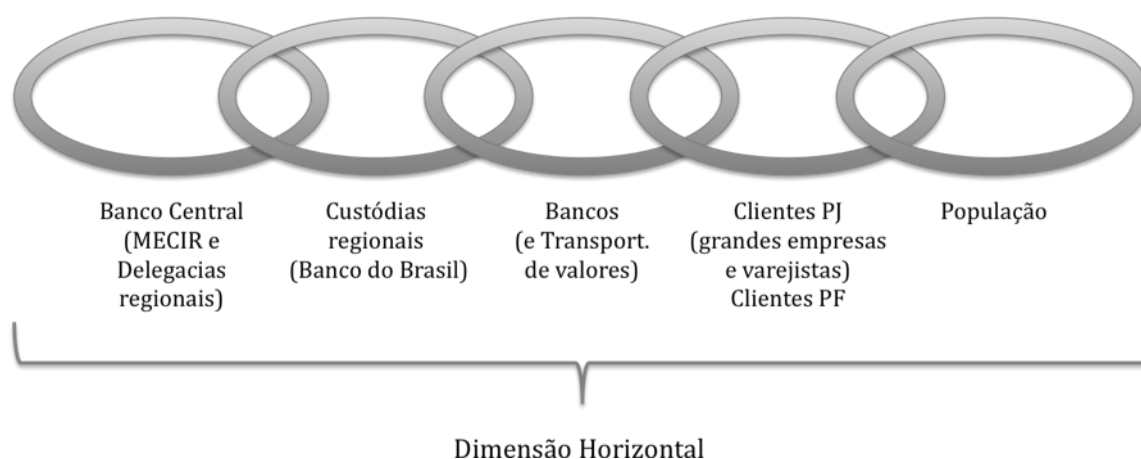 Banco Central
(MECIR e
Delegacias
regionais)
Custódias
regionais
(Banco do Brasil)
Bancos
(e Transport.
de valores)
Clientes PJ
(grandes empresas
e varejistas)
Clientes PF
População
Dimensão Horizontal